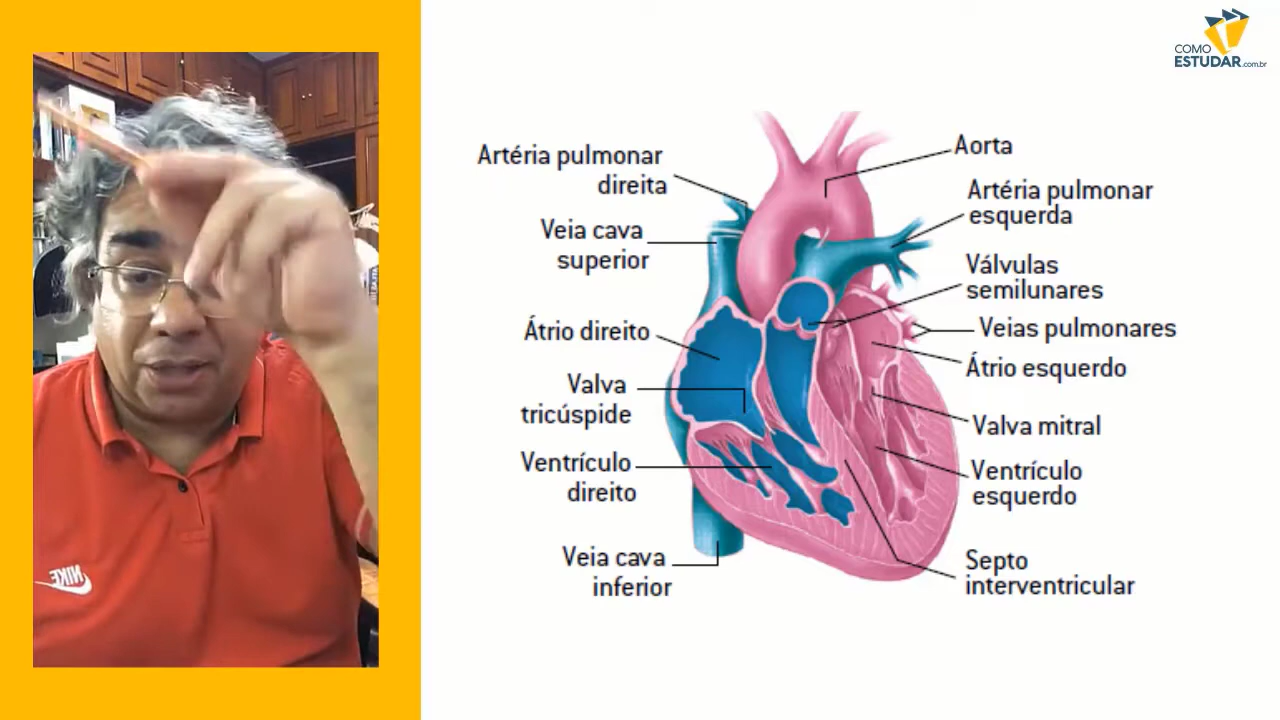 COMO
ESTUDAR.com.br
Artéria pulmonar
direita
Veia cava
superior
Átrio direito
Valva
tricúspide
Ventrículo
direito
Veia cava
inferior
Aorta
Artéria pulmonar
esquerda
Válvulas
semilunares
Veias pulmonares
Átrio esquerdo
Valva mitral
Ventrículo
esquerdo
Septo
interventricular
NIKE